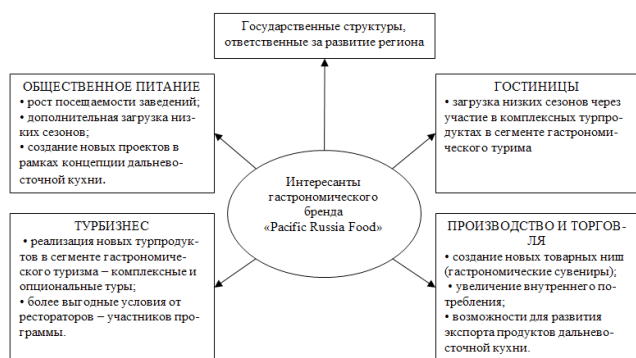 Государственные структуры,
ответственные за развитие региона
ОБЩЕСТВЕННОЕ ПИТАНИЕ
• рост посещаемости заведений;
• дополнительная загрузка низ-
ких сезонов;
• создание новых проектов в
рамках концепции дальнево-
сточной кухни.
ГОСТИНИЦЫ
• загрузка низких сезонов через
участие в комплексных турпро-
дуктах в сегменте гастрономи-
ческого турима
Интересанты
гастрономического
бренда
«Pacific Russia Food»
ТУРБИЗНЕС
• реализация новых турпродук-
тов в сегменте гастрономиче-
ского туризма – комплексные и
опциональные туры;
• более выгодные условия от
рестораторов – участников про-
граммы.
ПРОИЗВОДСТВО И ТОРГОВ-
ЛЯ
• создание новых товарных ниш
(гастрономические сувениры);
• увеличение внутреннего по-
требления;
• возможности для развития
экспорта продуктов дальнево-
сточной кухни.